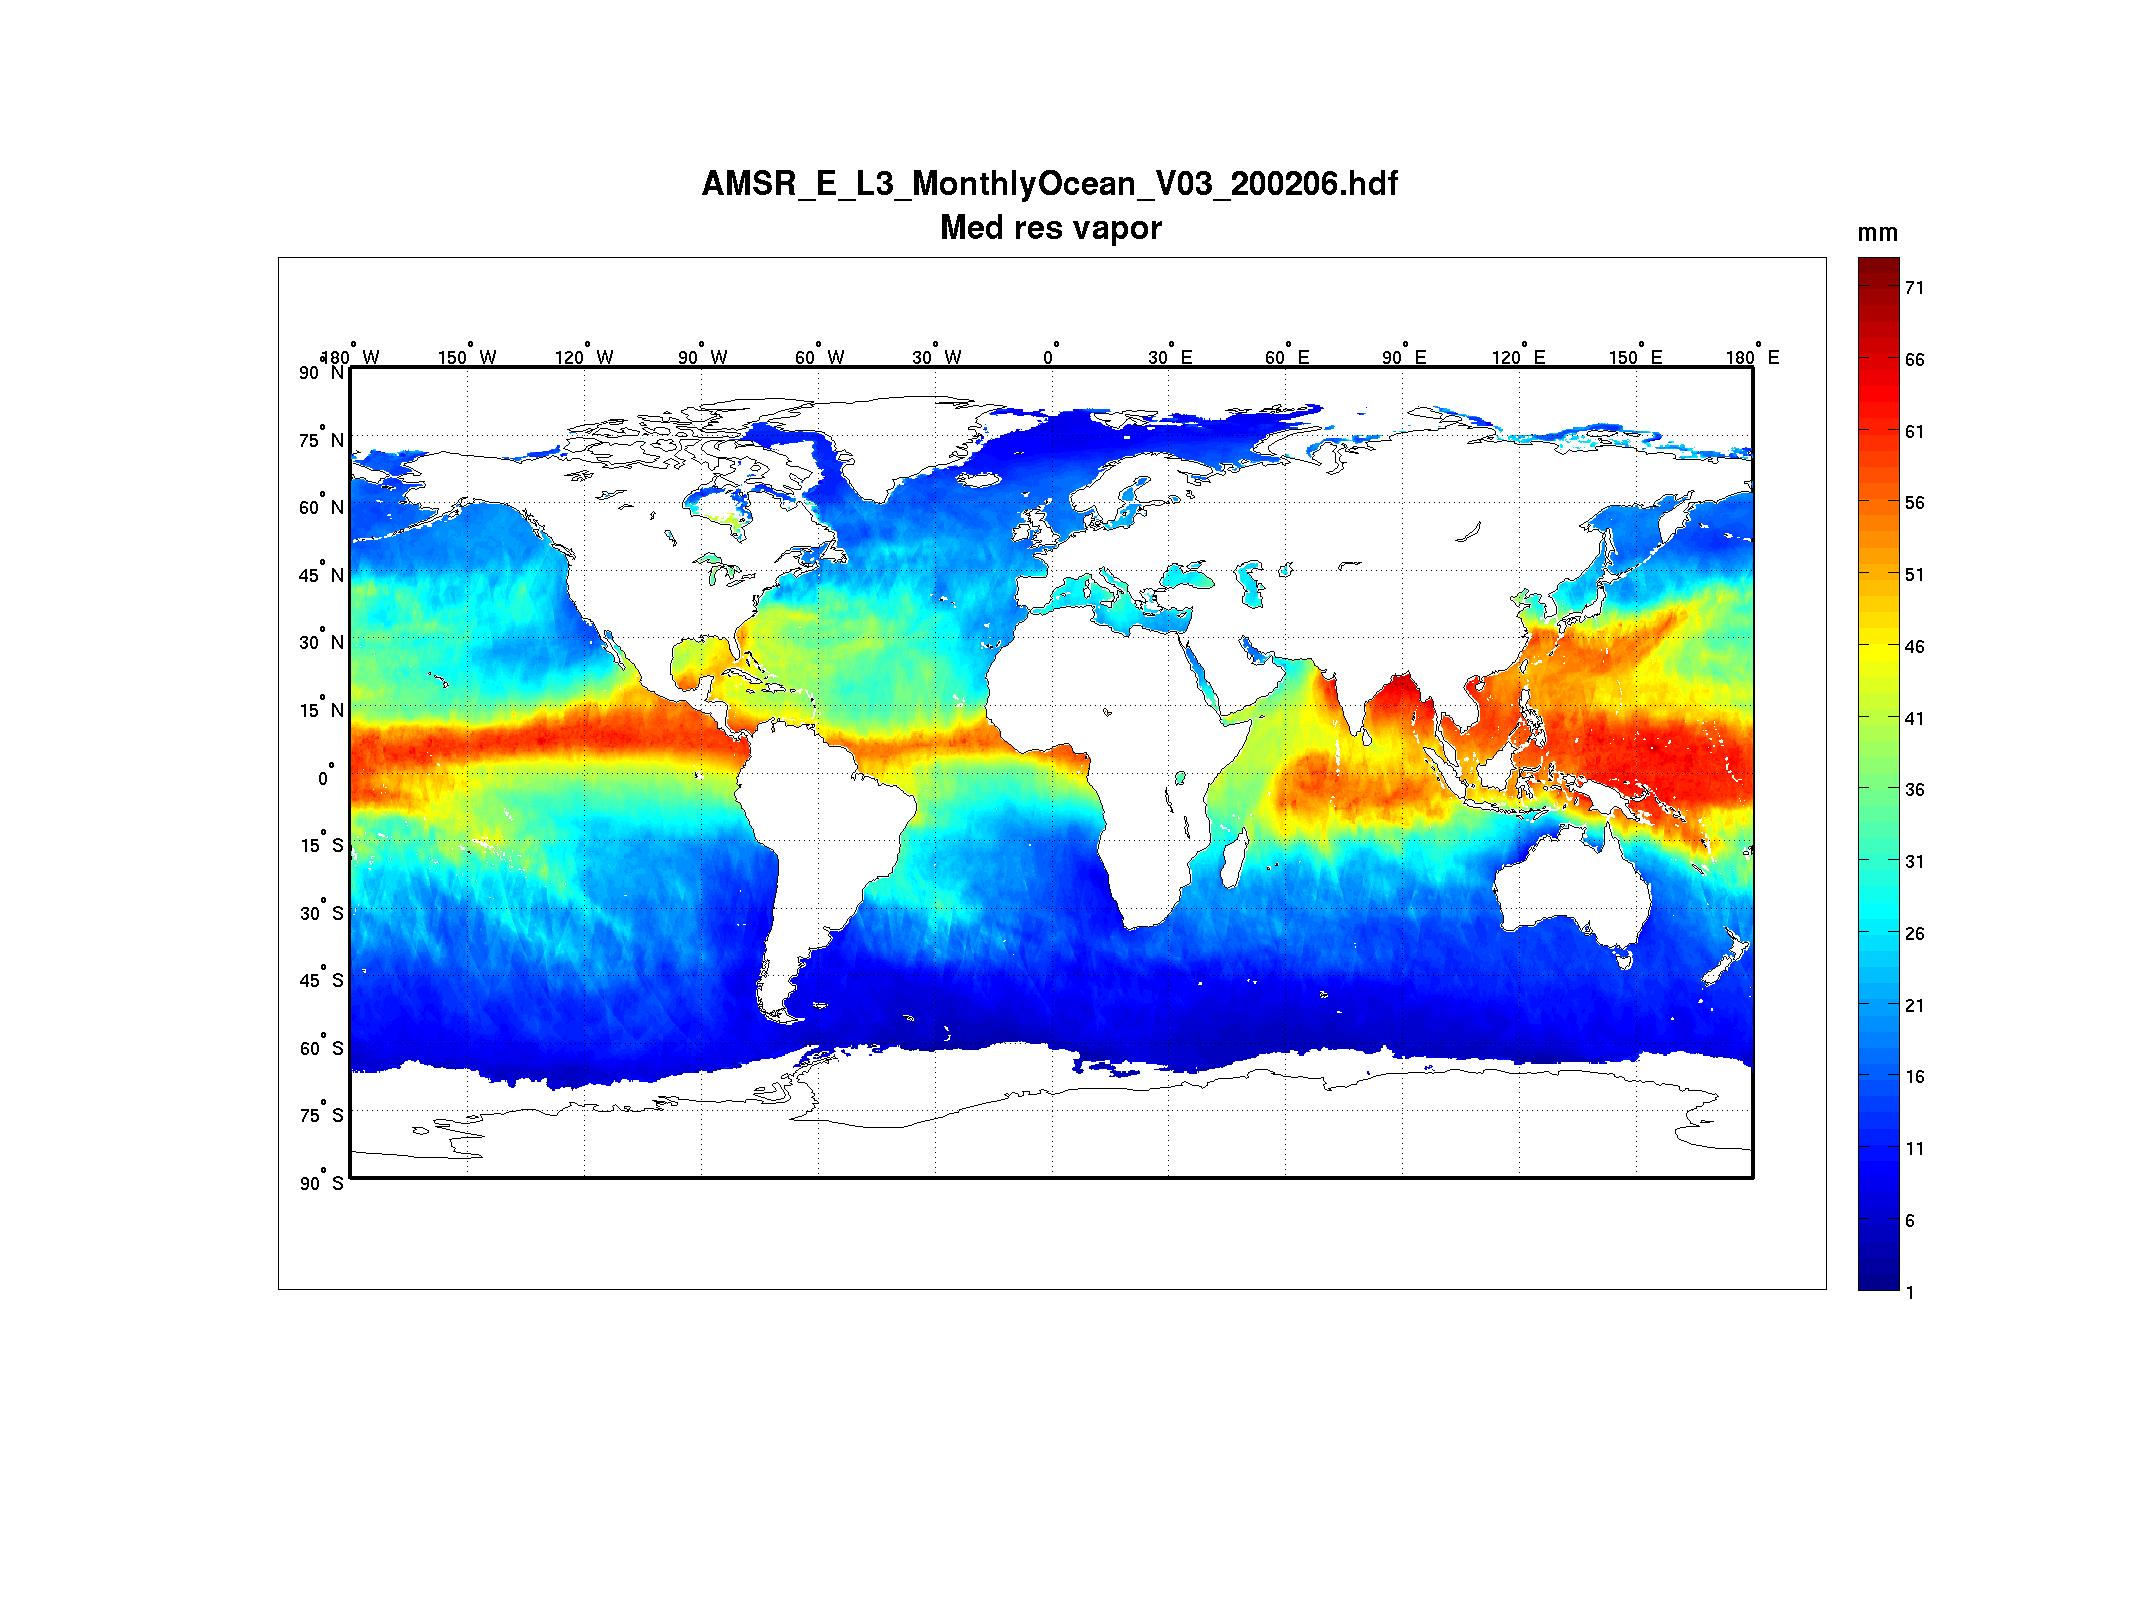 AMSR_E_L3_MonthlyOcean_V03_200206.hdf
Med res vapor
mm
180° W 150° W 120° W 90° W 60° W 30° W 0° 30° E 60° E 90° E 120° E 150° E 180° E
90° N
75° N
60° N
45° N
30° N
15° N
0°
15° S
30° S
45° S
60° S
75° S
90° S
71
66
61
56
51
46
41
36
31
26
21
16
11
6
1